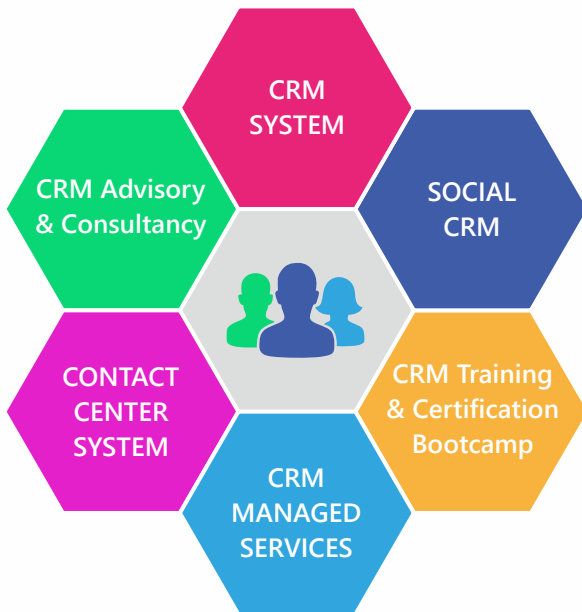 CRM
SYSTEM
CRM Advisory
& Consultancy
SOCIAL
CRM
CONTACT
CENTER
SYSTEM
CRM Training
& Certification
Bootcamp
CRM
MANAGED
SERVICES